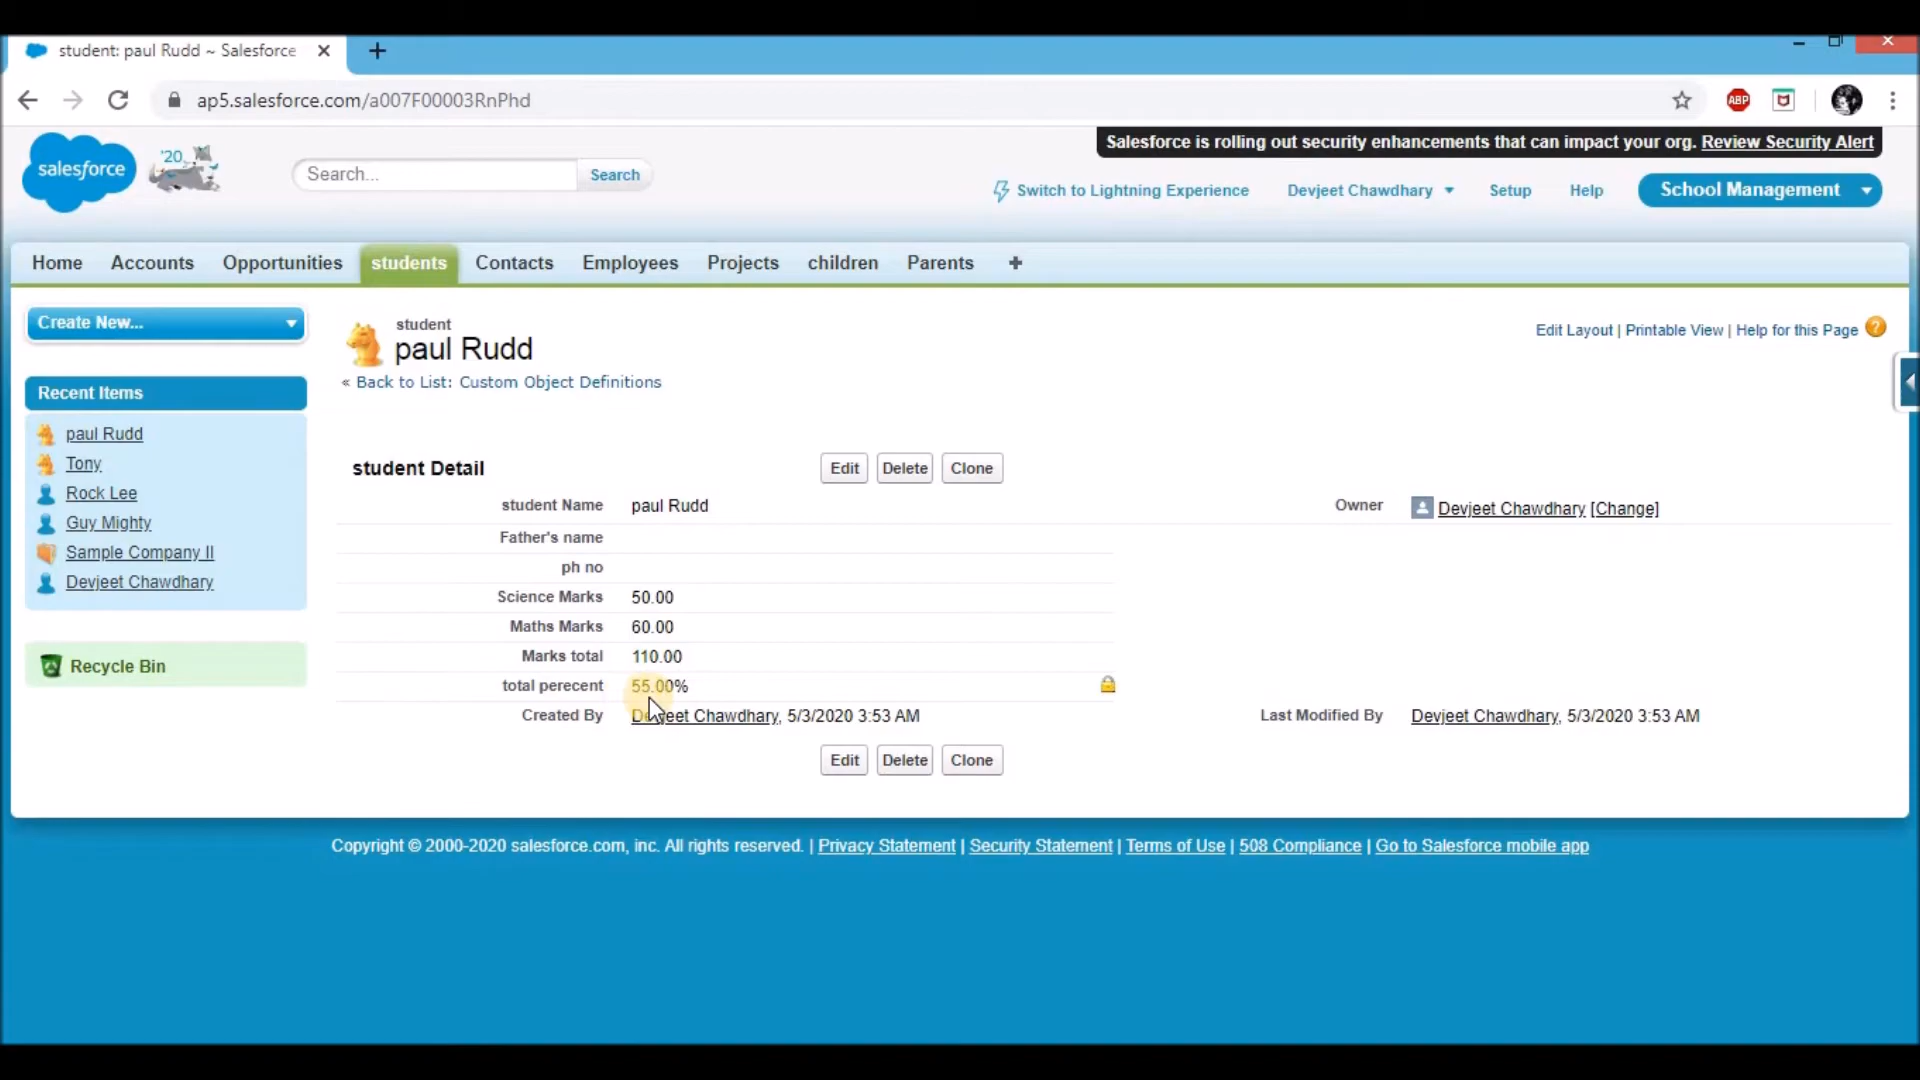 student: paul Rudd ~ Salesforce
ap5.salesforce.com/a007F00003RnPhd
ABP
Salesforce is rolling out security enhancements that can impact your org. Review Security Alert
salesforce
'20
Search...
Search
Switch to Lightning Experience
Devjeet Chawdhary
Setup
Help
School Management
Home
Accounts
Opportunities
students
Contacts
Employees
Projects
children
Parents
+
Create New...
Recent Items
paul Rudd
Tony
Rock Lee
Guy Mighty
Sample Company II
Devjeet Chawdhary
Recycle Bin
student
paul Rudd
« Back to List: Custom Object Definitions
Edit Layout | Printable View | Help for this Page ?
student Detail
Edit Delete Clone
student Name paul Rudd
Owner Devjeet Chawdhary [Change]
Father's name
ph no
Science Marks 50.00
Maths Marks 60.00
Marks total 110.00
total perecent 55.00%
Created By Devjeet Chawdhary, 5/3/2020 3:53 AM
Last Modified By Devjeet Chawdhary, 5/3/2020 3:53 AM
Edit Delete Clone
Copyright © 2000-2020 salesforce.com, inc. All rights reserved. | Privacy Statement | Security Statement | Terms of Use | 508 Compliance | Go to Salesforce mobile app